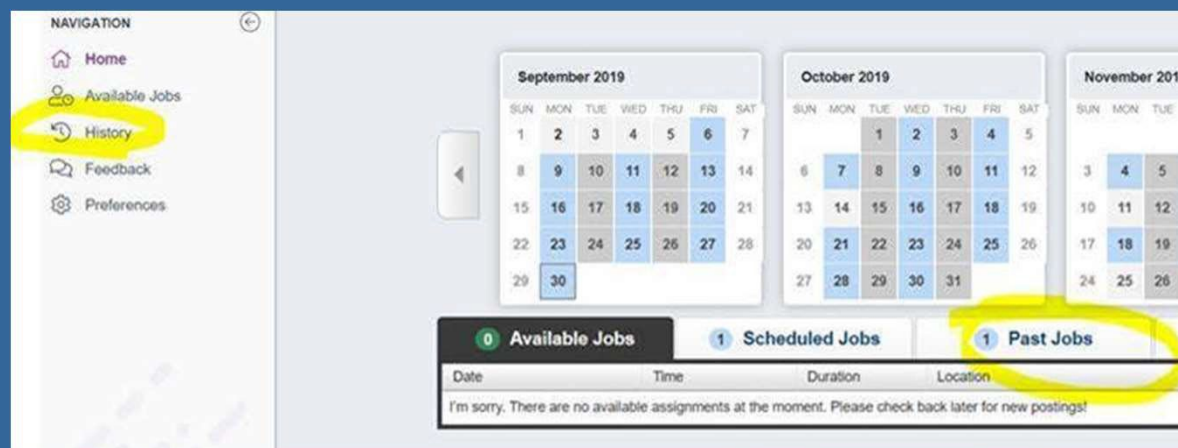 NAVIGATION
Home
Available Jobs
History
Feedback
Preferences
September 2019
SUN MON TUE WED THU FRI SAT
1 2 3 4 5 6 7
8 9 10 11 12 13 14
15 16 17 18 19 20 21
22 23 24 25 26 27 28
29 30
October 2019
SUN MON TUE WED THU FRI SAT
1 2 3 4 5
6 7 8 9 10 11 12
13 14 15 16 17 18 19
20 21 22 23 24 25 26
27 28 29 30 31
November 201
SUN MON TUE
3 4 5
10 11 12
17 18 19
24 25 26
0 Available Jobs 1 Scheduled Jobs 1 Past Jobs
Date Time Duration Location
I'm sorry. There are no available assignments at the moment. Please check back later for new postings!